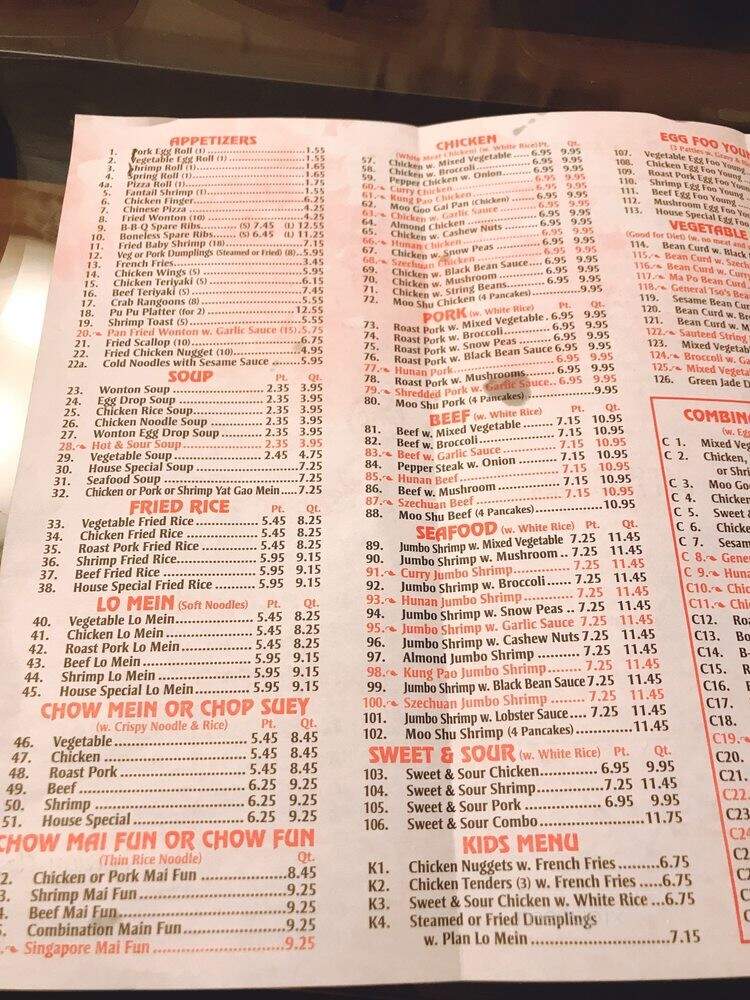 APPETIZERS
1. Pork Egg Roll (1) 1.55
2. Vegetable Egg Roll (1) 1.55
3. Shrimp Roll (1) 1.65
4. Spring Roll (1) 1.65
4a. Pizza Roll (1) 1.75
5. Fantail Shrimp (1) 1.55
6. Chicken Finger 6.25
7. Chinese Pizza 4.25
8. Fried Wonton (10) 4.25
9. B-B-Q Spare Ribs (S) 7.45 (L) 12.55
10. Boneless Spare Ribs (S) 6.45 (L) 11.25
11. Fried Baby Shrimp (18) 7.15
12. Veg or Pork Dumplings (Steamed or Fried) (8) 5.95
13. French Fries 3.45
14. Chicken Wings (5) 5.95
15. Chicken Teriyaki (5) 6.15
16. Beef Teriyaki (5) 7.45
17. Crab Rangoons (8) 5.55
18. Pu Pu Platter (for 2) 12.55
19. Shrimp Toast (5) 5.55
20. Pan Fried Wonton w. Garlic Sauce (15) 5.75
21. Fried Scallop (10) 6.75
22. Fried Chicken Nugget (10) 4.95
22a. Cold Noodles with Sesame Sauce 5.95
SOUP Pt. Qt.
23. Wonton Soup 2.35 3.95
24. Egg Drop Soup 2.35 3.95
25. Chicken Rice Soup 2.35 3.95
26. Chicken Noodle Soup 2.35 3.95
27. Wonton Egg Drop Soup 2.35 3.95
28. Hot & Sour Soup 2.35 3.95
29. Vegetable Soup 2.45 4.75
30. House Special Soup 7.25
31. Seafood Soup 7.25
32. Chicken or Pork or Shrimp Yat Gao Mein 7.25
FRIED RICE Pt. Qt.
33. Vegetable Fried Rice 5.45 8.25
34. Chicken Fried Rice 5.45 8.25
35. Roast Pork Fried Rice 5.45 8.25
36. Shrimp Fried Rice 5.95 9.15
37. Beef Fried Rice 5.95 9.15
38. House Special Fried Rice 5.95 9.15
LO MEIN (Soft Noodles) Pt. Qt.
40. Vegetable Lo Mein 5.45 8.25
41. Chicken Lo Mein 5.45 8.25
42. Roast Pork Lo Mein 5.45 8.25
43. Beef Lo Mein 5.95 9.15
44. Shrimp Lo Mein 5.95 9.15
45. House Special Lo Mein 5.95 9.15
CHOW MEIN OR CHOP SUEY
(w. Crispy Noodle & Rice) Pt. Qt.
46. Vegetable 5.45 8.45
47. Chicken 5.45 8.45
48. Roast Pork 5.45 8.45
49. Beef 6.25 9.25
50. Shrimp 6.25 9.25
51. House Special 6.25 9.25
CHOW MAI FUN OR CHOW FUN
(Thin Rice Noodle) Qt.
2. Chicken or Pork Mai Fun 8.45
3. Shrimp Mai Fun 9.25
4. Beef Mai Fun 9.25
5. Combination Main Fun 9.25
Singapore Mai Fun 9.25
CHICKEN
(White Meat Chicken) (w. White Rice) Pt. Qt.
57. Chicken w. Mixed Vegetable 6.95 9.95
58. Chicken w. Broccoli 6.95 9.95
59. Pepper Chicken w. Onion 6.95 9.95
60. Curry Chicken 6.95 9.95
61. Kung Pao Chicken 6.95 9.95
62. Moo Goo Gai Pan (Chicken) 6.95 9.95
63. Chicken w. Garlic Sauce 6.95 9.95
64. Almond Chicken 6.95 9.95
65. Chicken w. Cashew Nuts 6.95 9.95
66. Hunan Chicken 6.95 9.95
67. Chicken w. Snow Peas 6.95 9.95
68. Szechuan Chicken 6.95 9.95
69. Chicken w. Black Bean Sauce 6.95 9.95
70. Chicken w. Mushroom 6.95 9.95
71. Chicken w. String Beans 6.95 9.95
72. Moo Shu Chicken (4 Pancakes) 9.95
PORK (w. White Rice) Pt. Qt.
73. Roast Pork w. Mixed Vegetable 6.95 9.95
74. Roast Pork w. Broccoli 6.95 9.95
75. Roast Pork w. Snow Peas 6.95 9.95
76. Roast Pork w. Black Bean Sauce 6.95 9.95
77. Hunan Pork 6.95 9.95
78. Roast Pork w. Mushrooms 6.95 9.95
79. Shredded Pork w. Garlic Sauce 6.95 9.95
80. Moo Shu Pork (4 Pancakes) 9.95
BEEF (w. White Rice) Pt. Qt.
81. Beef w. Mixed Vegetable 7.15 10.95
82. Beef w. Broccoli 7.15 10.95
83. Beef w. Garlic Sauce 7.15 10.95
84. Pepper Steak w. Onion 7.15 10.95
85. Hunan Beef 7.15 10.95
86. Beef w. Mushroom 7.15 10.95
87. Szechuan Beef 7.15 10.95
88. Moo Shu Beef (4 Pancakes) 10.95
SEAFOOD (w. White Rice) Pt. Qt.
89. Jumbo Shrimp w. Mixed Vegetable 7.25 11.45
90. Jumbo Shrimp w. Mushroom 7.25 11.45
91. Curry Jumbo Shrimp 7.25 11.45
92. Jumbo Shrimp w. Broccoli 7.25 11.45
93. Hunan Jumbo Shrimp 7.25 11.45
94. Jumbo Shrimp w. Snow Peas 7.25 11.45
95. Jumbo Shrimp w. Garlic Sauce 7.25 11.45
96. Jumbo Shrimp w. Cashew Nuts 7.25 11.45
97. Almond Jumbo Shrimp 7.25 11.45
98. Kung Pao Jumbo Shrimp 7.25 11.45
99. Jumbo Shrimp w. Black Bean Sauce 7.25 11.45
100. Szechuan Jumbo Shrimp 7.25 11.45
101. Jumbo Shrimp w. Lobster Sauce 7.25 11.45
102. Moo Shu Shrimp (4 Pancakes) 11.45
SWEET & SOUR (w. White Rice) Pt. Qt.
103. Sweet & Sour Chicken 6.95 9.95
104. Sweet & Sour Shrimp 7.25 11.45
105. Sweet & Sour Pork 6.95 9.95
106. Sweet & Sour Combo 11.75
KIDS MENU
K1. Chicken Nuggets w. French Fries 6.75
K2. Chicken Tenders (3) w. French Fries 6.75
K3. Sweet & Sour Chicken w. White Rice 6.75
K4. Steamed or Fried Dumplings
w. Plan Lo Mein 7.15
EGG FOO YOUN
(3 Patties w. Gravy &
107. Vegetable Egg Foo Young
108. Chicken Egg Foo Young
109. Roast Pork Egg Foo Young
110. Shrimp Egg Foo Young
111. Beef Egg Foo Young
112. Mushroom Egg Foo Young
113. House Special Egg Foo
VEGETABLE
(Good for Diet) (w. no meat and
114. Bean Curd w. Black
115. Bean Curd w. Szech
116. Bean Curd w. Curry
117. Ma Po Bean Curd
118. General Tso's Bean
119. Sesame Bean Cur
120. Bean Curd w. Bro
121. Bean Curd w. M
122. Sauteed String
123. Mixed Vegetabl
124. Broccoli w. Ga
125. Mixed Vegetab
126. Green Jade D
COMBIN
(w. Eg
C 1. Mixed Veg
C 2. Chicken,
or Shri
C 3. Moo Go
C 4. Chicken
C 5. Sweet &
C 6. Chicke
C 7. Sesam
C 8. Gener
C 9. Huna
C10. Chic
C11. Chic
C12. Roa
C13. Bo
C14. B-
C15. R
C16.
C17.
C18.
C19.
C20.
C21.
C22.
C23
C24
C2
C2
C2
C
C